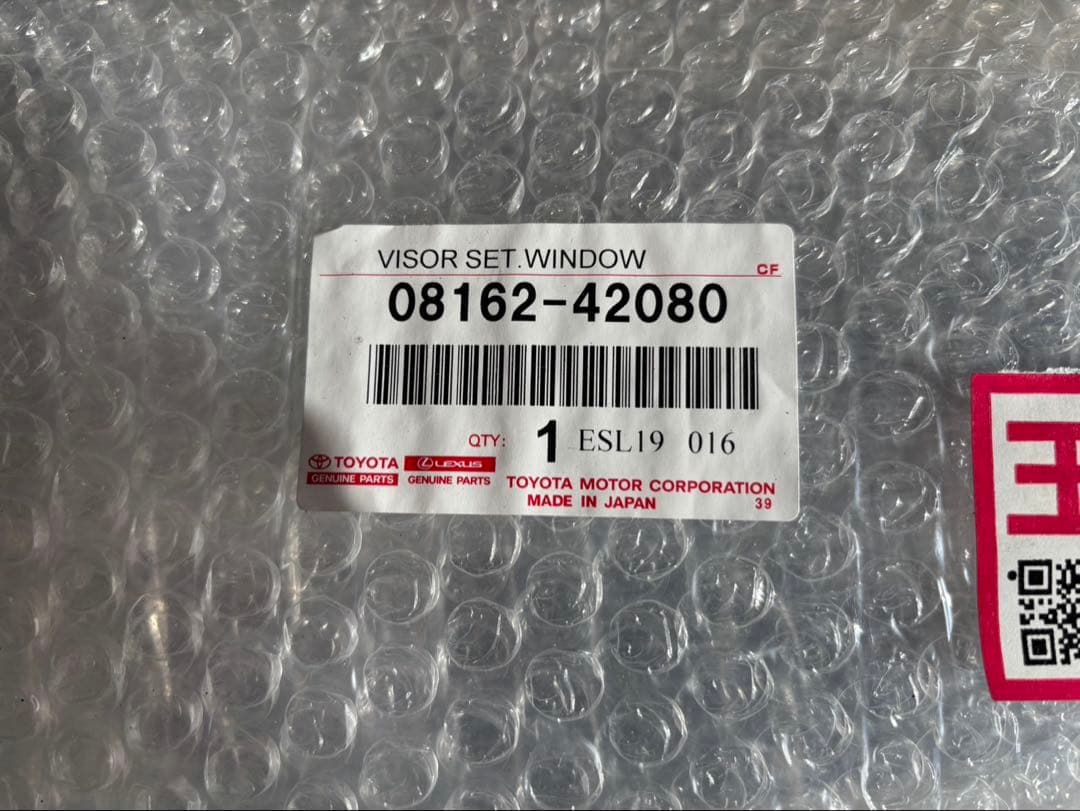 VISOR SET.WINDOW
CF
08162-42080
QTY: 1 ESL19 016
TOYOTA LEXUS
GENUINE PARTS GENUINE PARTS
TOYOTA MOTOR CORPORATION
MADE IN JAPAN 39